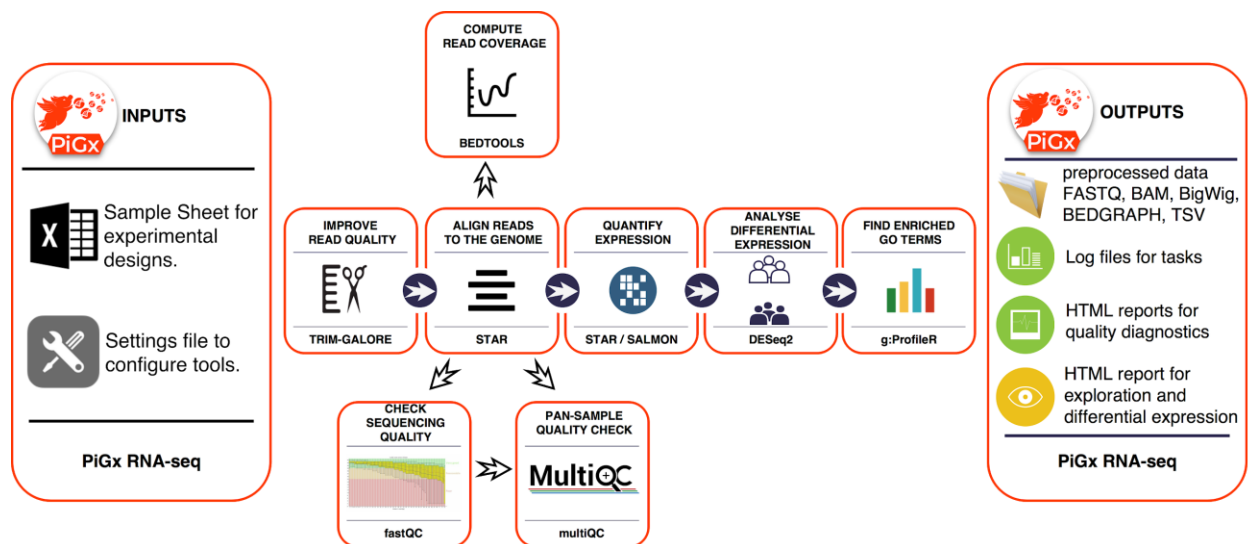 PiGx
INPUTS
Sample Sheet for
experimental
designs.
X
Settings file to
configure tools.
PiGx RNA-seq
COMPUTE
READ COVERAGE
BEDTOOLS
IMPROVE
READ QUALITY
TRIM-GALORE
ALIGN READS
TO THE GENOME
STAR
QUANTIFY
EXPRESSION
STAR / SALMON
ANALYSE
DIFFERENTIAL
EXPRESSION
DESeq2
FIND ENRICHED
GO TERMS
g:ProfileR
CHECK
SEQUENCING
QUALITY
fastQC
PAN-SAMPLE
QUALITY CHECK
MultiQC
multiQC
PiGx
OUTPUTS
preprocessed data
FASTQ, BAM, BigWig,
BEDGRAPH, TSV
Log files for tasks
HTML reports for
quality diagnostics
HTML report for
exploration and
differential expression
PiGx RNA-seq